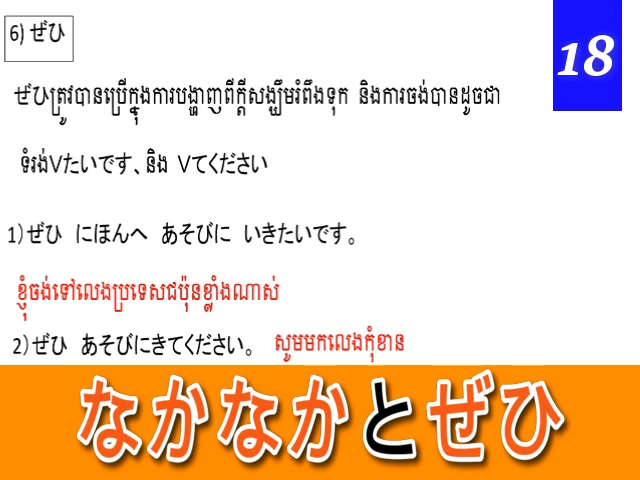 6) ぜひ
18
ぜひត្រូវបានប្រើក្នុងការបង្ហាញពីក្ដីសង្ឃឹមរំពឹងទុក និងការចង់បានដូចជា
ទំរង់Vたいです、និង Vてください
1）ぜひ にほんへ あそびに いきたいです。
ខ្ញុំចង់ទៅលេងប្រទេសជប៉ុនខ្លាំងណាស់
2）ぜひ あそびにきてください。 សូមមកលេងកុំខាន
なかなかとぜひ